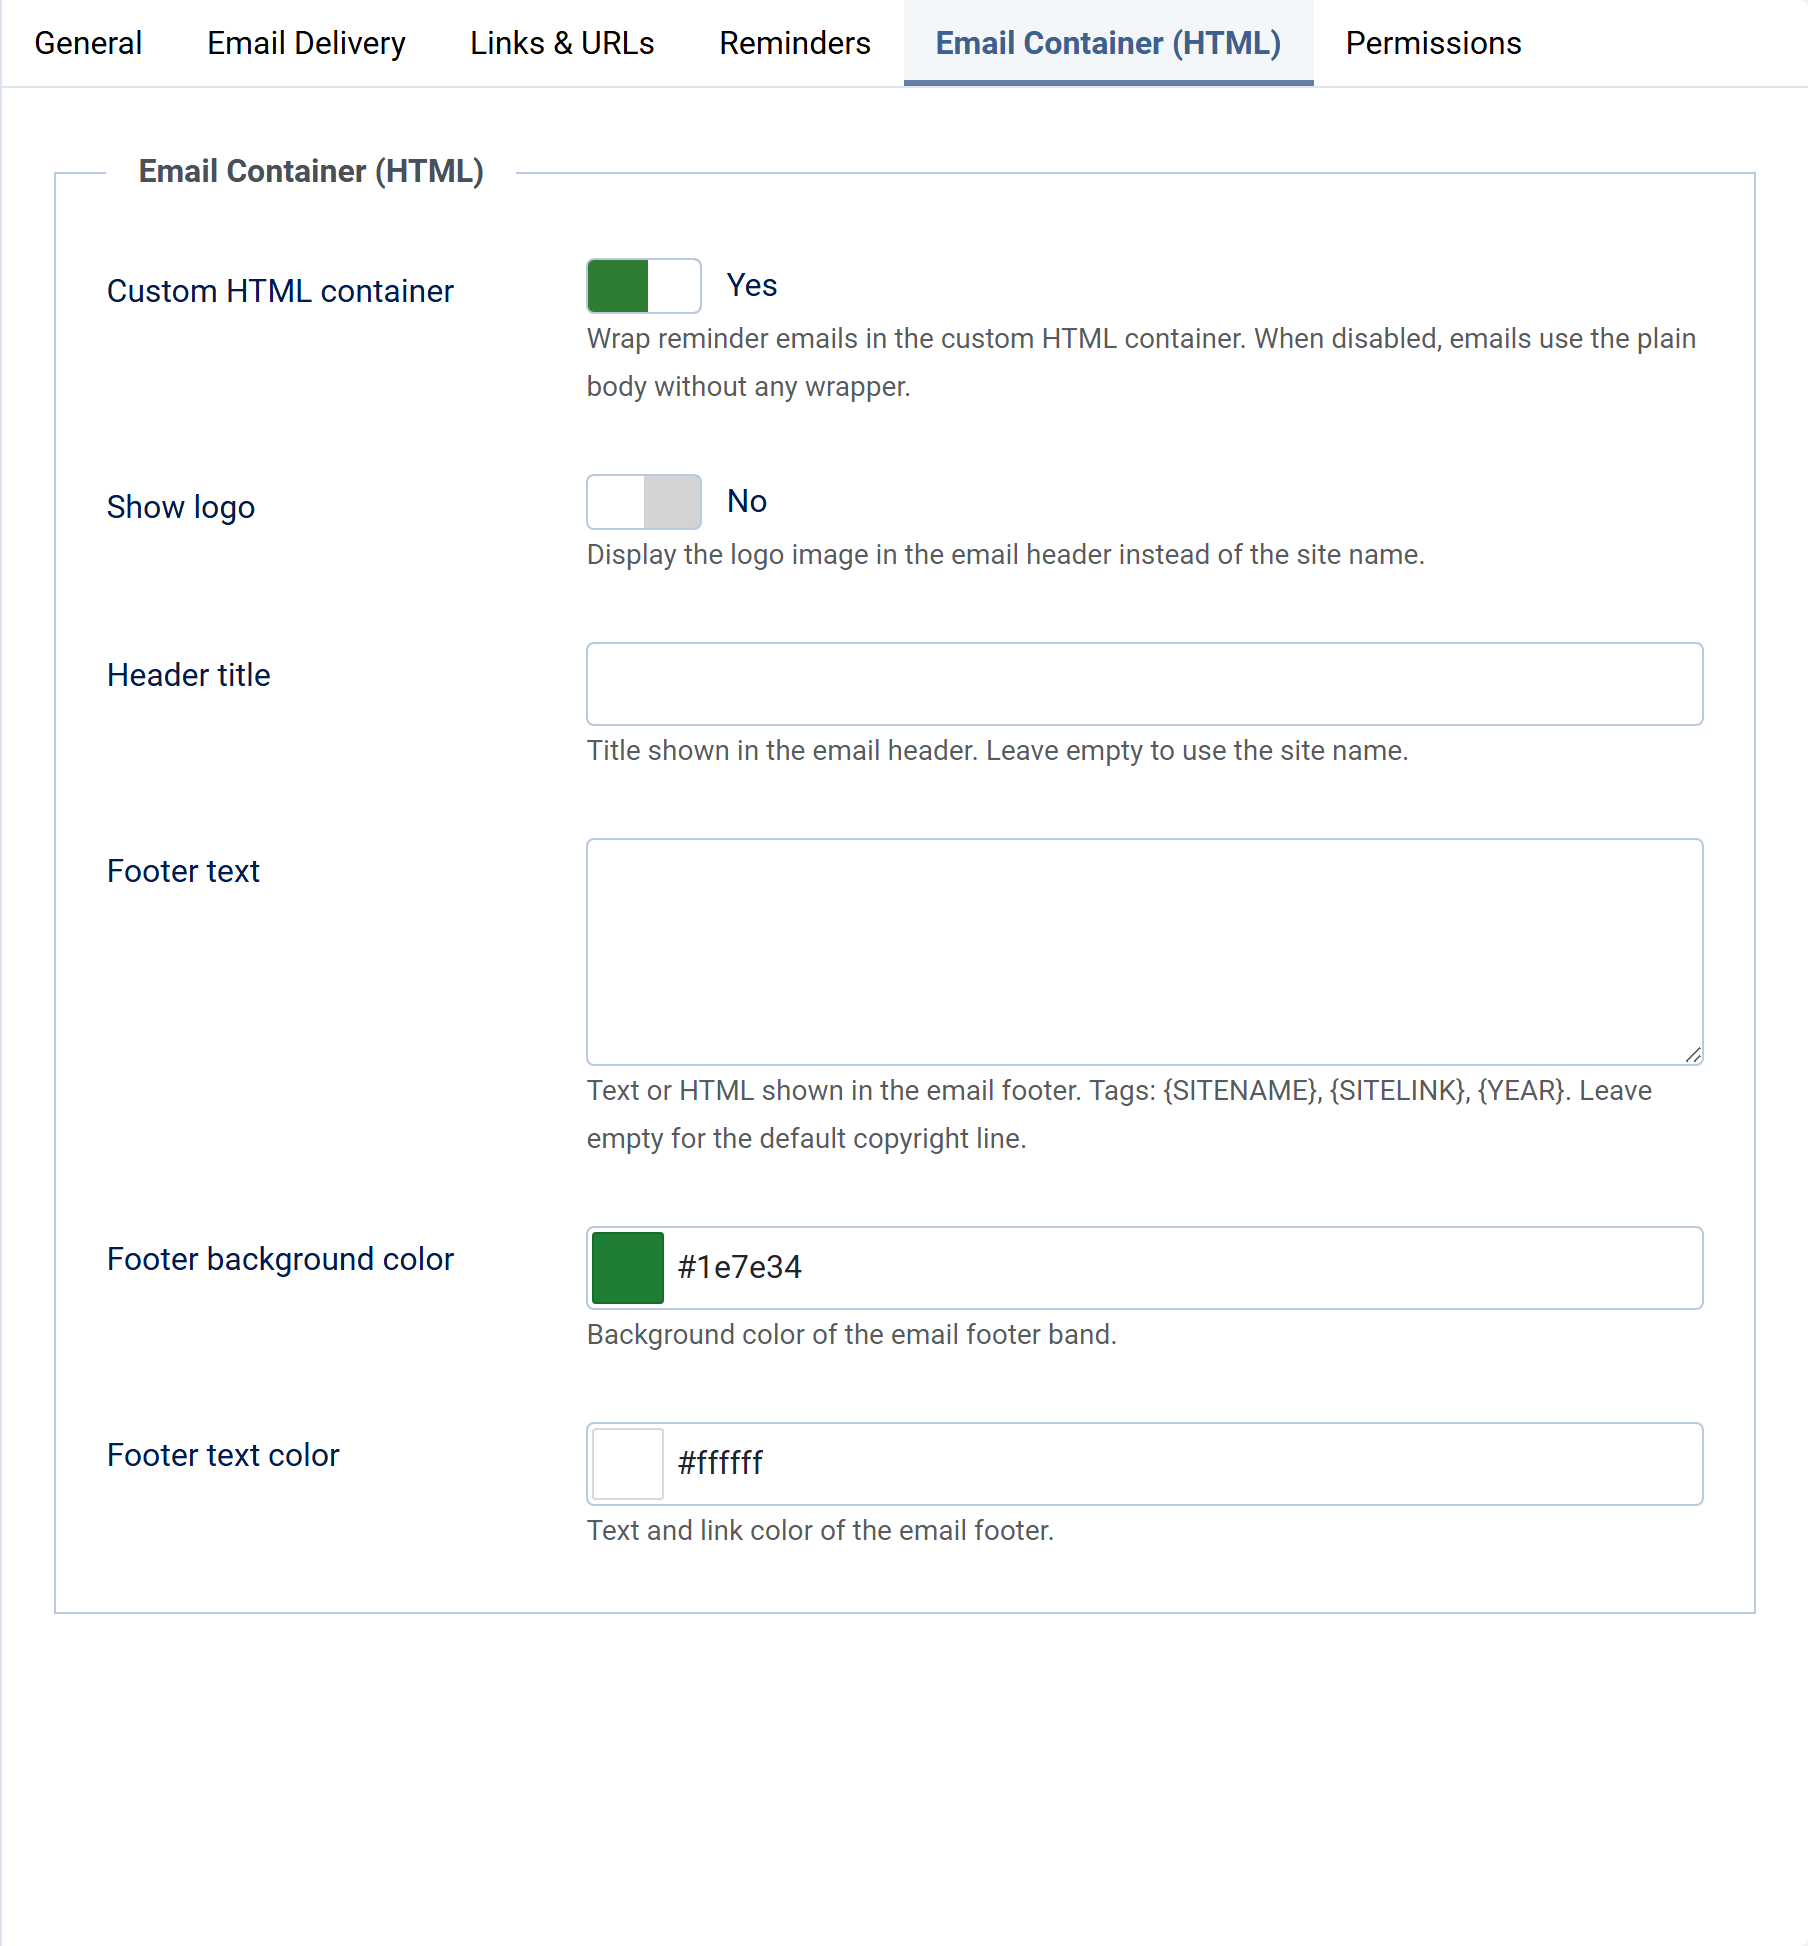 General
Email Delivery
Links & URLs
Reminders
Email Container (HTML)
Permissions
Email Container (HTML)
Custom HTML container
Yes
Wrap reminder emails in the custom HTML container. When disabled, emails use the plain
body without any wrapper.
Show logo
No
Display the logo image in the email header instead of the site name.
Header title
Title shown in the email header. Leave empty to use the site name.
Footer text
Text or HTML shown in the email footer. Tags: {SITENAME}, {SITELINK}, {YEAR}. Leave
empty for the default copyright line.
Footer background color
#1e7e34
Background color of the email footer band.
Footer text color
#ffffff
Text and link color of the email footer.